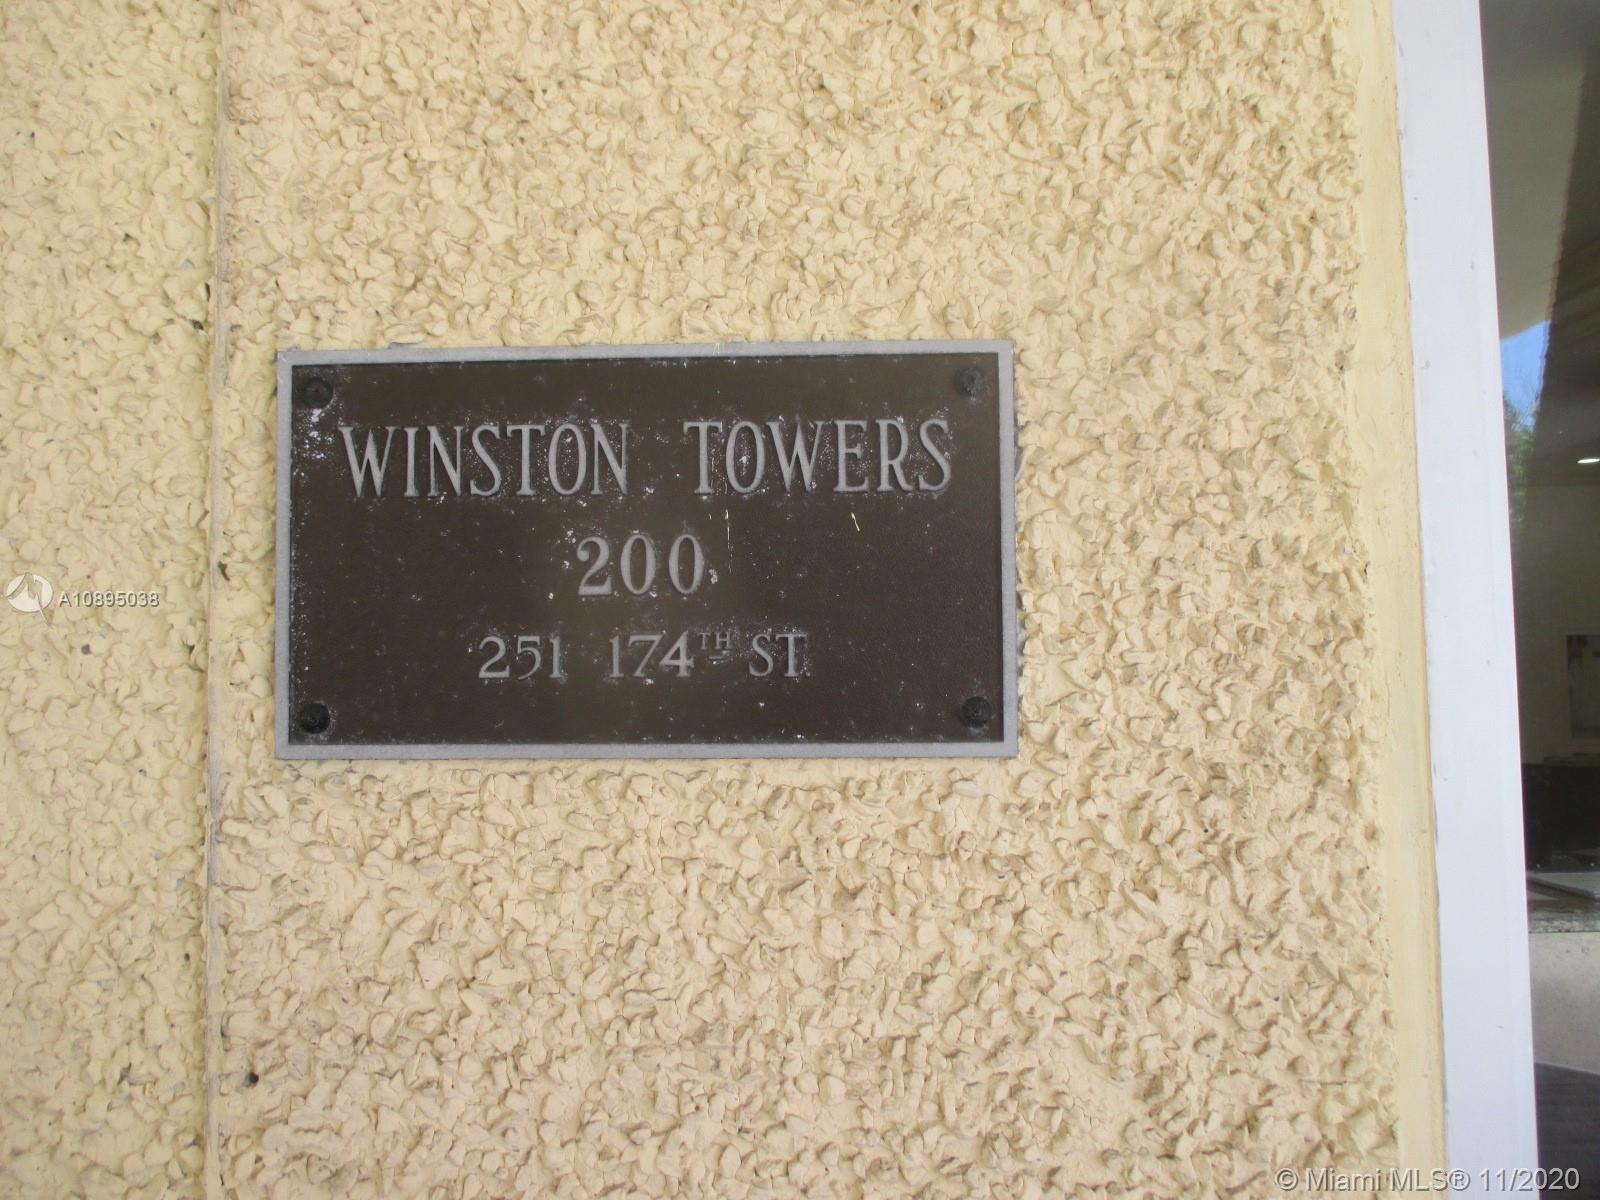 WINSTON TOWERS
200
251 174TH ST.
A10895038
© Miami MLS® 11/2020